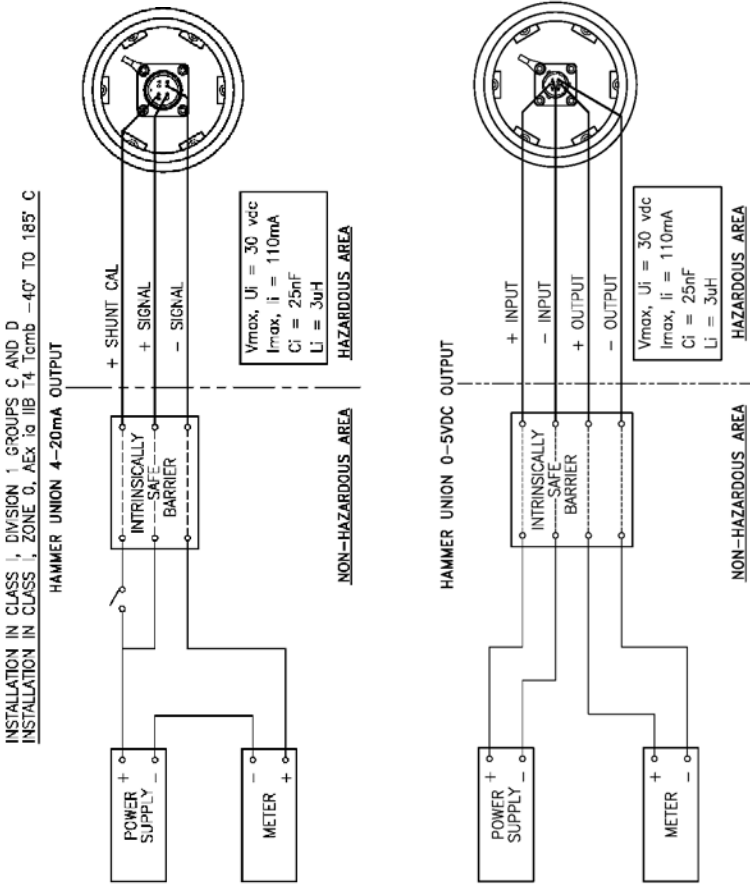 INSTALLATION IN CLASS I, DIVISION 1 GROUPS C AND D
INSTALLATION IN CLASS I, ZONE 0, AEx ia IIB T4 Tamb -40° TO 185° C
HAMMER UNION 4-20mA OUTPUT
POWER
SUPPLY
+
-
METER
-
+
INTRINSICALLY
SAFE
BARRIER
NON-HAZARDOUS AREA
+ SHUNT CAL
+ SIGNAL
- SIGNAL
Vmax, Ui = 30 vdc
Imax, Ii = 110mA
Ci = 25nF
Li = 3uH
HAZARDOUS AREA
HAMMER UNION 0-5VDC OUTPUT
POWER
SUPPLY
+
-
METER
+
-
INTRINSICALLY
SAFE
BARRIER
NON-HAZARDOUS AREA
+ INPUT
- INPUT
+ OUTPUT
- OUTPUT
Vmax, Ui = 30 vdc
Imax, Ii = 110mA
Ci = 25nF
Li = 3uH
HAZARDOUS AREA